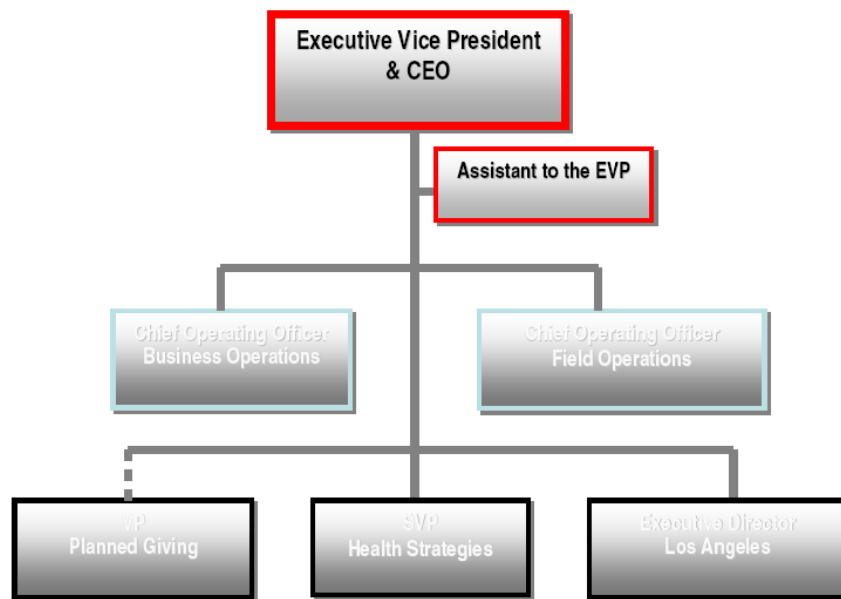 Executive Vice President
& CEO
Assistant to the EVP
Chief Operating Officer
Business Operations
Chief Operating Officer
Field Operations
VP
Planned Giving
SVP
Health Strategies
Executive Director
Los Angeles